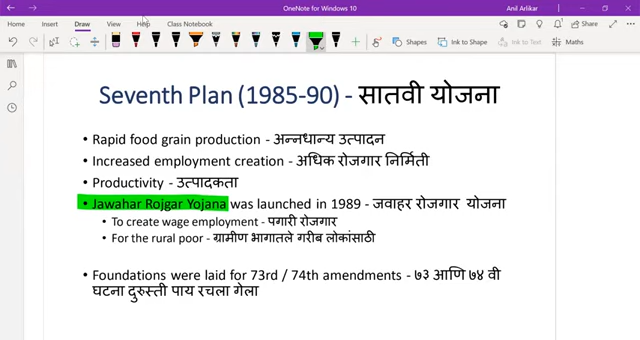 OneNote for Windows 10
Anil Arlikar
Home Insert Draw View Help Class Notebook
Share
Shapes Ink to Shape Ink to Text Maths
Seventh Plan (1985-90) - सातवी योजना
Rapid food grain production - अन्नधान्य उत्पादन
Increased employment creation - अधिक रोजगार निर्मिती
Productivity - उत्पादकता
Jawahar Rojgar Yojana was launched in 1989 - जवाहर रोजगार योजना
To create wage employment - पगारी रोजगार
For the rural poor - ग्रामीण भागातले गरीब लोकांसाठी
Foundations were laid for 73rd / 74th amendments - ७३ आणि ७४ वी
घटना दुरुस्ती पाय रचला गेला